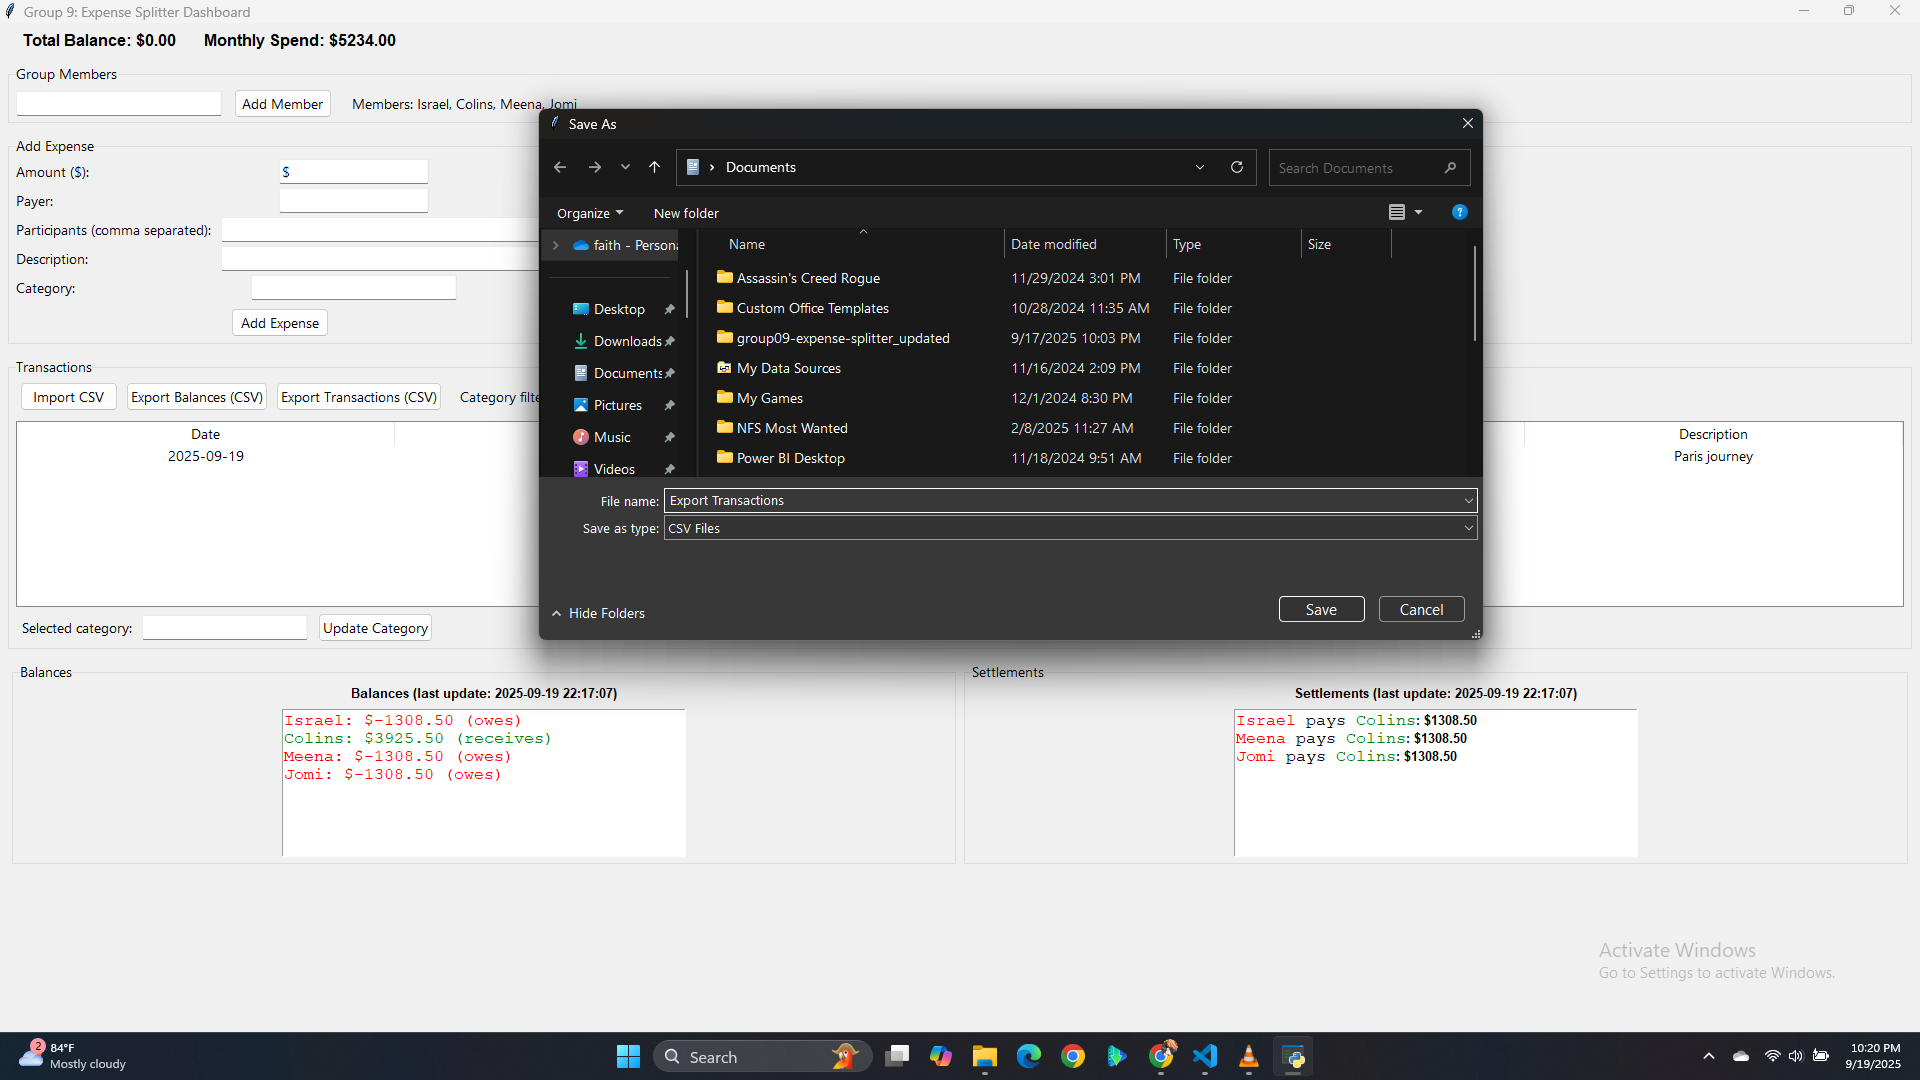 Group 9: Expense Splitter Dashboard
Total Balance: $0.00 Monthly Spend: $5234.00
Group Members
Add Member Members: Israel, Colins, Meena, Jomi
Add Expense
Amount ($): $
Payer:
Participants (comma separated):
Description:
Category:
Add Expense
Transactions
Import CSV Export Balances (CSV) Export Transactions (CSV) Category filte
Date Description
2025-09-19 Paris journey
Selected category: Update Category
Save As
Documents
Search Documents
Organize New folder
?
faith - Person
Desktop
Downloads
Documents
Pictures
Music
Videos
Name Date modified Type Size
Assassin's Creed Rogue 11/29/2024 3:01 PM File folder
Custom Office Templates 10/28/2024 11:35 AM File folder
group09-expense-splitter_updated 9/17/2025 10:03 PM File folder
My Data Sources 11/16/2024 2:09 PM File folder
My Games 12/1/2024 8:30 PM File folder
NFS Most Wanted 2/8/2025 11:27 AM File folder
Power BI Desktop 11/18/2024 9:51 AM File folder
File name: Export Transactions
Save as type: CSV Files
Hide Folders Save Cancel
Balances
Balances (last update: 2025-09-19 22:17:07)
Israel: $-1308.50 (owes)
Colins: $3925.50 (receives)
Meena: $-1308.50 (owes)
Jomi: $-1308.50 (owes)
Settlements
Settlements (last update: 2025-09-19 22:17:07)
Israel pays Colins: $1308.50
Meena pays Colins: $1308.50
Jomi pays Colins: $1308.50
Activate Windows
Go to Settings to activate Windows.
2
84°F
Mostly cloudy
Search
10:20 PM
9/19/2025